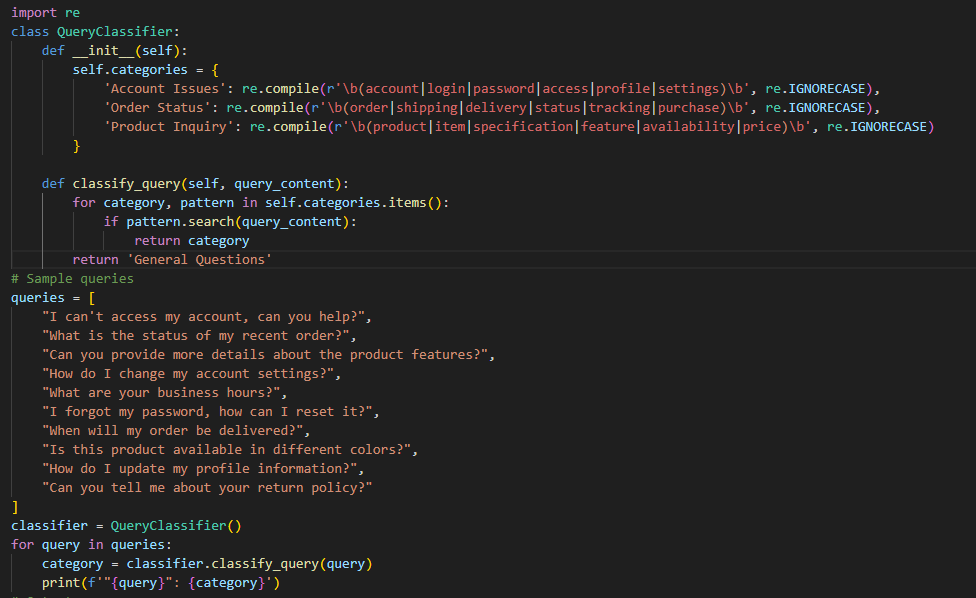 import re
class QueryClassifier:
    def __init__(self):
        self.categories = {
            'Account Issues': re.compile(r'\b(account|login|password|access|profile|settings)\b', re.IGNORECASE),
            'Order Status': re.compile(r'\b(order|shipping|delivery|status|tracking|purchase)\b', re.IGNORECASE),
            'Product Inquiry': re.compile(r'\b(product|item|specification|feature|availability|price)\b', re.IGNORECASE)
        }

    def classify_query(self, query_content):
        for category, pattern in self.categories.items():
            if pattern.search(query_content):
                return category
        return 'General Questions'
# Sample queries
queries = [
    "I can't access my account, can you help?",
    "What is the status of my recent order?",
    "Can you provide more details about the product features?",
    "How do I change my account settings?",
    "What are your business hours?",
    "I forgot my password, how can I reset it?",
    "When will my order be delivered?",
    "Is this product available in different colors?",
    "How do I update my profile information?",
    "Can you tell me about your return policy?"
]
classifier = QueryClassifier()
for query in queries:
    category = classifier.classify_query(query)
    print(f'"{query}": {category}')